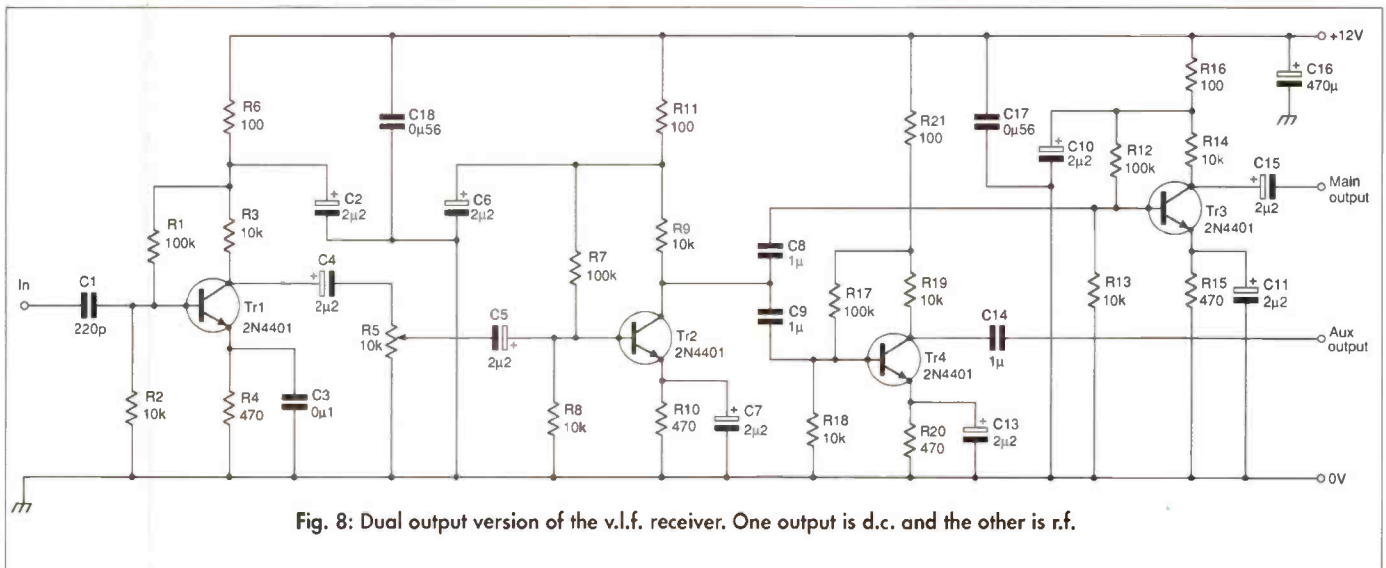 +12V
R6
100
C18
0µ56
R11
100
R21
100
C17
0µ56
C10
2µ2
R12
100k
R16
100
C16
470µ
R14
10k
C15
2µ2
Main
output
R1
100k
R3
10k
C2
2µ2
C6
2µ2
R7
100k
R9
10k
C8
1µ
C9
1µ
Tr3
2N4401
In
C1
220p
C4
2µ2
Tr1
2N4401
R5
10k
C5
2µ2
Tr2
2N4401
R17
100k
R19
10k
C14
1µ
R13
10k
R15
470
C11
2µ2
Aux
output
Tr4
2N4401
R2
10k
R4
470
C3
0µ1
R8
10k
R10
470
C7
2µ2
R18
10k
R20
470
C13
2µ2
0V
Fig. 8: Dual output version of the v.l.f. receiver. One output is d.c. and the other is r.f.